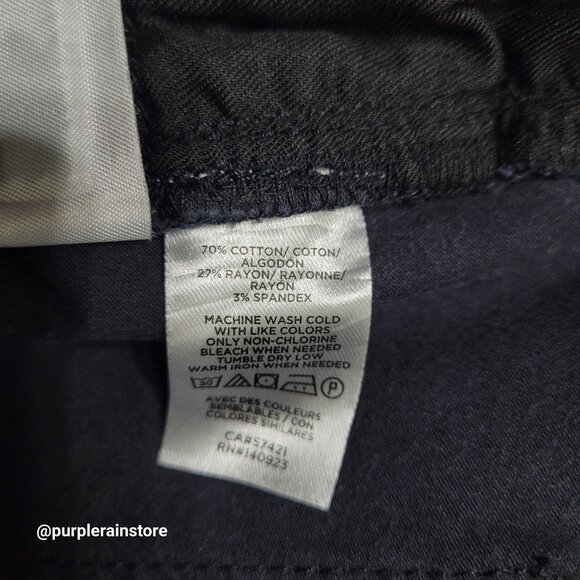 70% COTTON/ COTON/
ALGODÓN
27% RAYON/ RAYONNE/
RAYÓN
3% SPANDEX
MACHINE WASH COLD
WITH LIKE COLORS
ONLY NON-CHLORINE
BLEACH WHEN NEEDED
TUMBLE DRY LOW
WARM IRON WHEN NEEDED
30 P
AVEC DES COULEURS
SEMBLABLES / CON
COLORES SIMILARES
CA#57421
RN#140923
@purplerainstore